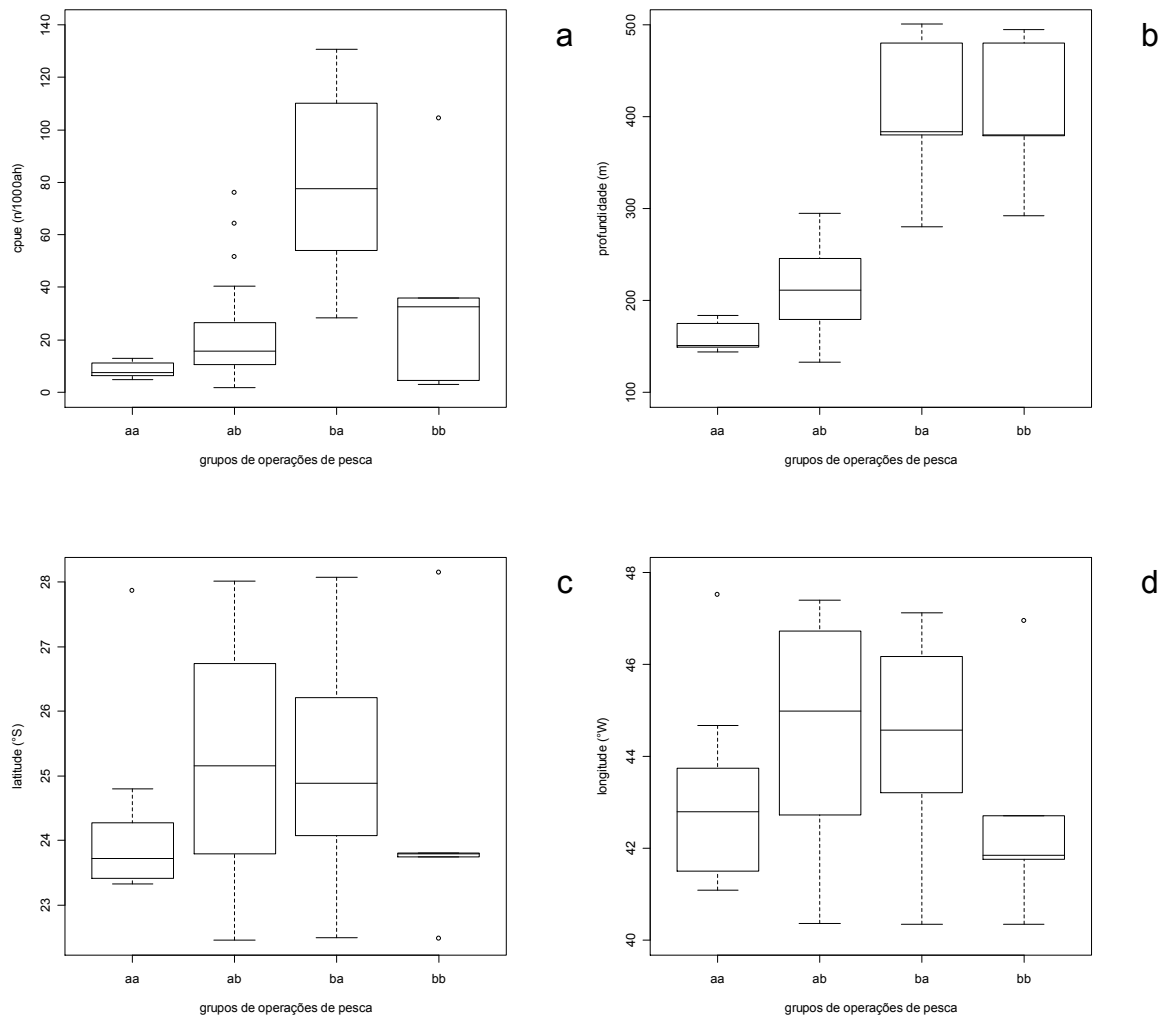 a
cpue (n/1000ah)
140
120
100
80
60
40
20
0
aa ab ba bb
grupos de operações de pesca
b
profundidade (m)
500
400
300
200
100
aa ab ba bb
grupos de operações de pesca
c
latitude (°S)
28
27
26
25
24
23
aa ab ba bb
grupos de operações de pesca
d
longitude (°W)
48
46
44
42
40
aa ab ba bb
grupos de operações de pesca